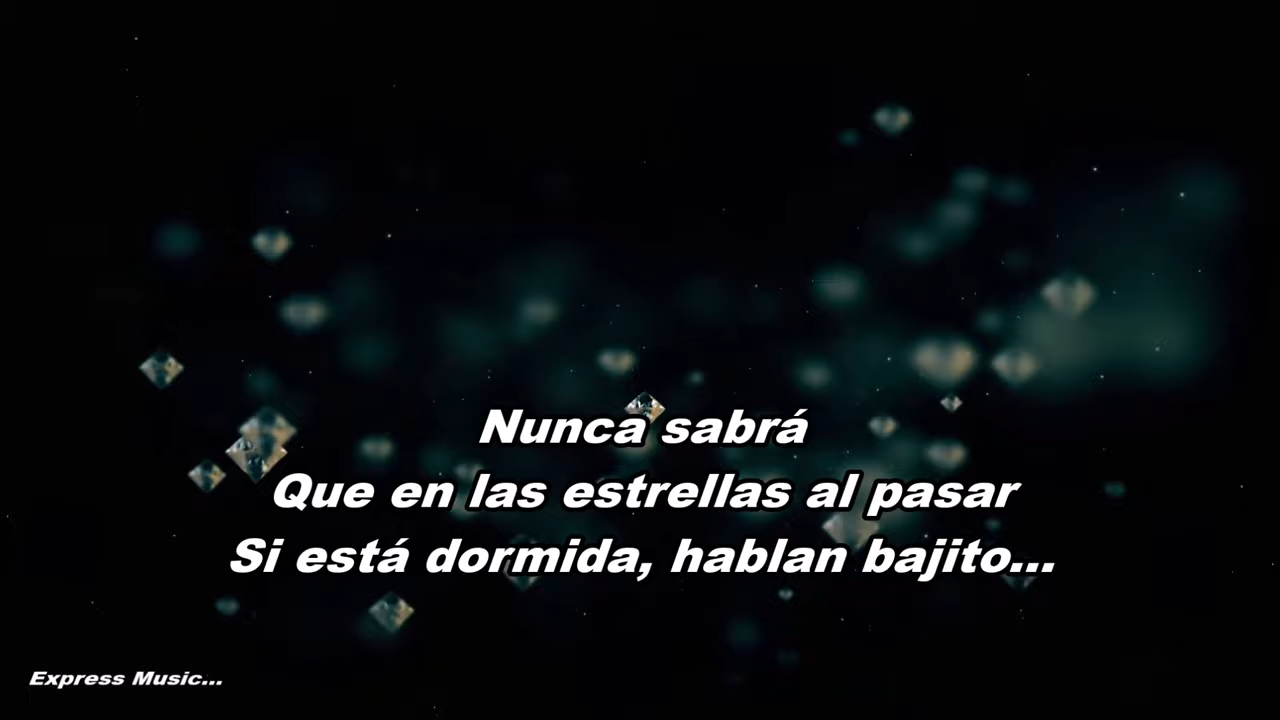 Nunca sabrá
Que en las estrellas al pasar
Si está dormida, hablan bajito...
Express Music...